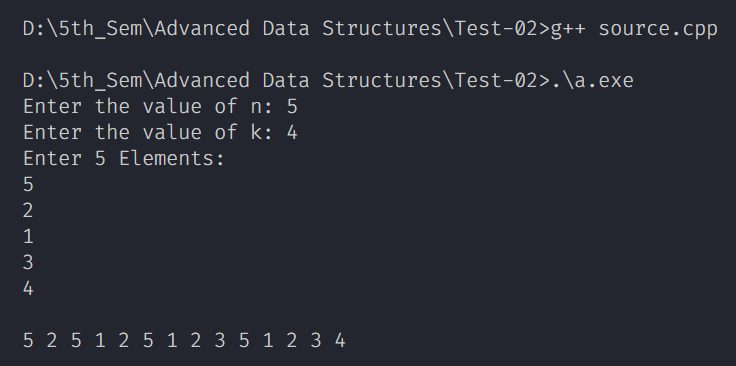 D:\5th_Sem\Advanced Data Structures\Test-02>g++ source.cpp
D:\5th_Sem\Advanced Data Structures\Test-02>.\a.exe
Enter the value of n: 5
Enter the value of k: 4
Enter 5 Elements:
5
2
1
3
4
5 2 5 1 2 5 1 2 3 5 1 2 3 4